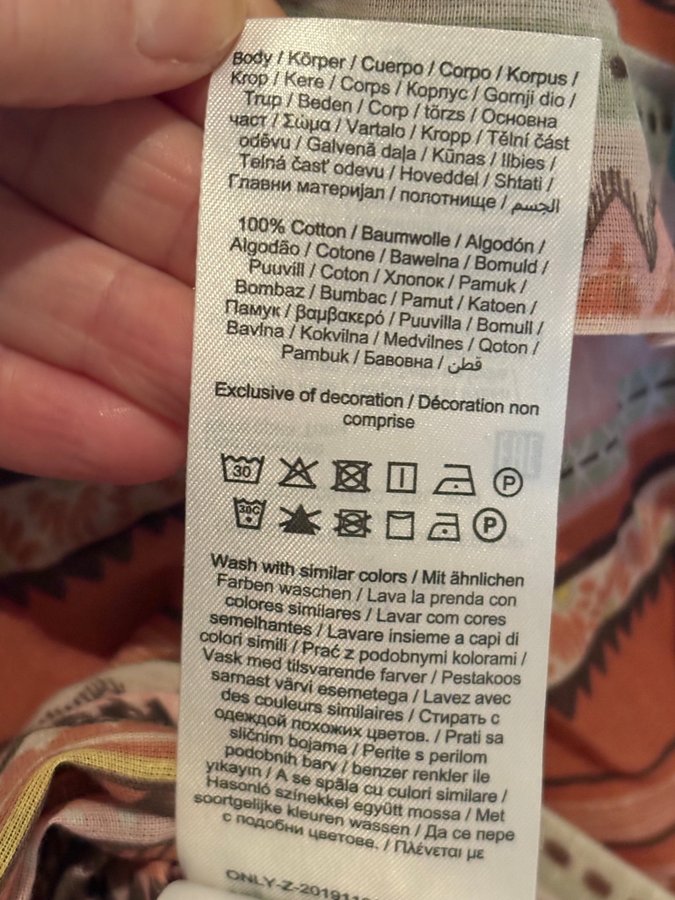 Body / Körper / Cuerpo / Corpo / Korpus /
Krop / Kere / Corps / Корпус / Gornji dio /
Trup / Beden / Corp / törzs / Основна
част / Σώμα / Vartalo / Kropp / Tělní část
oděvu / Galvenā daļa / Kūnas / Ilbies /
Telná časť odevu / Hoveddel / Shtati /
Главни материјал / полотнище / الجسم
100% Cotton / Baumwolle / Algodón /
Algodão / Cotone / Bawelna / Bomuld /
Puuvill / Coton / Хлопок / Pamuk /
Bombaz / Bumbac / Pamut / Katoen /
Памук / βαμβακερό / Puuvilla / Bomull /
Bavlna / Kokvilna / Medvilnes / Qoton /
Pambuk / Бавовна / قطن
Exclusive of decoration / Décoration non
comprise
30 P
30C P
Wash with similar colors / Mit ähnlichen
Farben waschen / Lava la prenda con
colores similares / Lavar com cores
semelhantes / Lavare insieme a capi di
colori simili / Prać z podobnymi kolorami /
Vask med tilsvarende farver / Pestakoos
sarnast värvi esemetega / Lavez avec
des couleurs similaires / Стирать с
одеждой похожих цветов. / Prati sa
sličnim bojama / Perite s perilom
podobnih barv / benzer renkler ile
yıkayın / A se spăla cu culori similare /
Hasonló színekkel együtt mossa / Met
soortgelijke kleuren wassen / Да се пере
с подобни цветове. / Πλένεται με